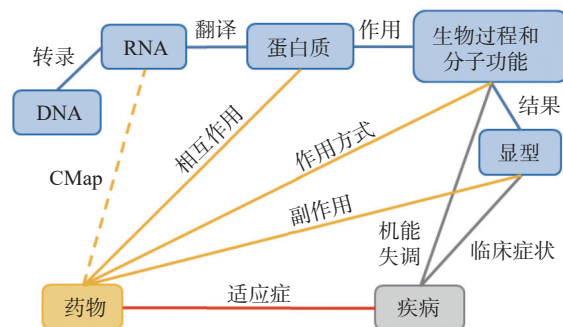 RNA
翻译
蛋白质
作用
生物过程和
分子功能
转录
DNA
结果
显型
CMap
相互作用
作用方式
副作用
机能
失调
临床症状
药物
适应症
疾病